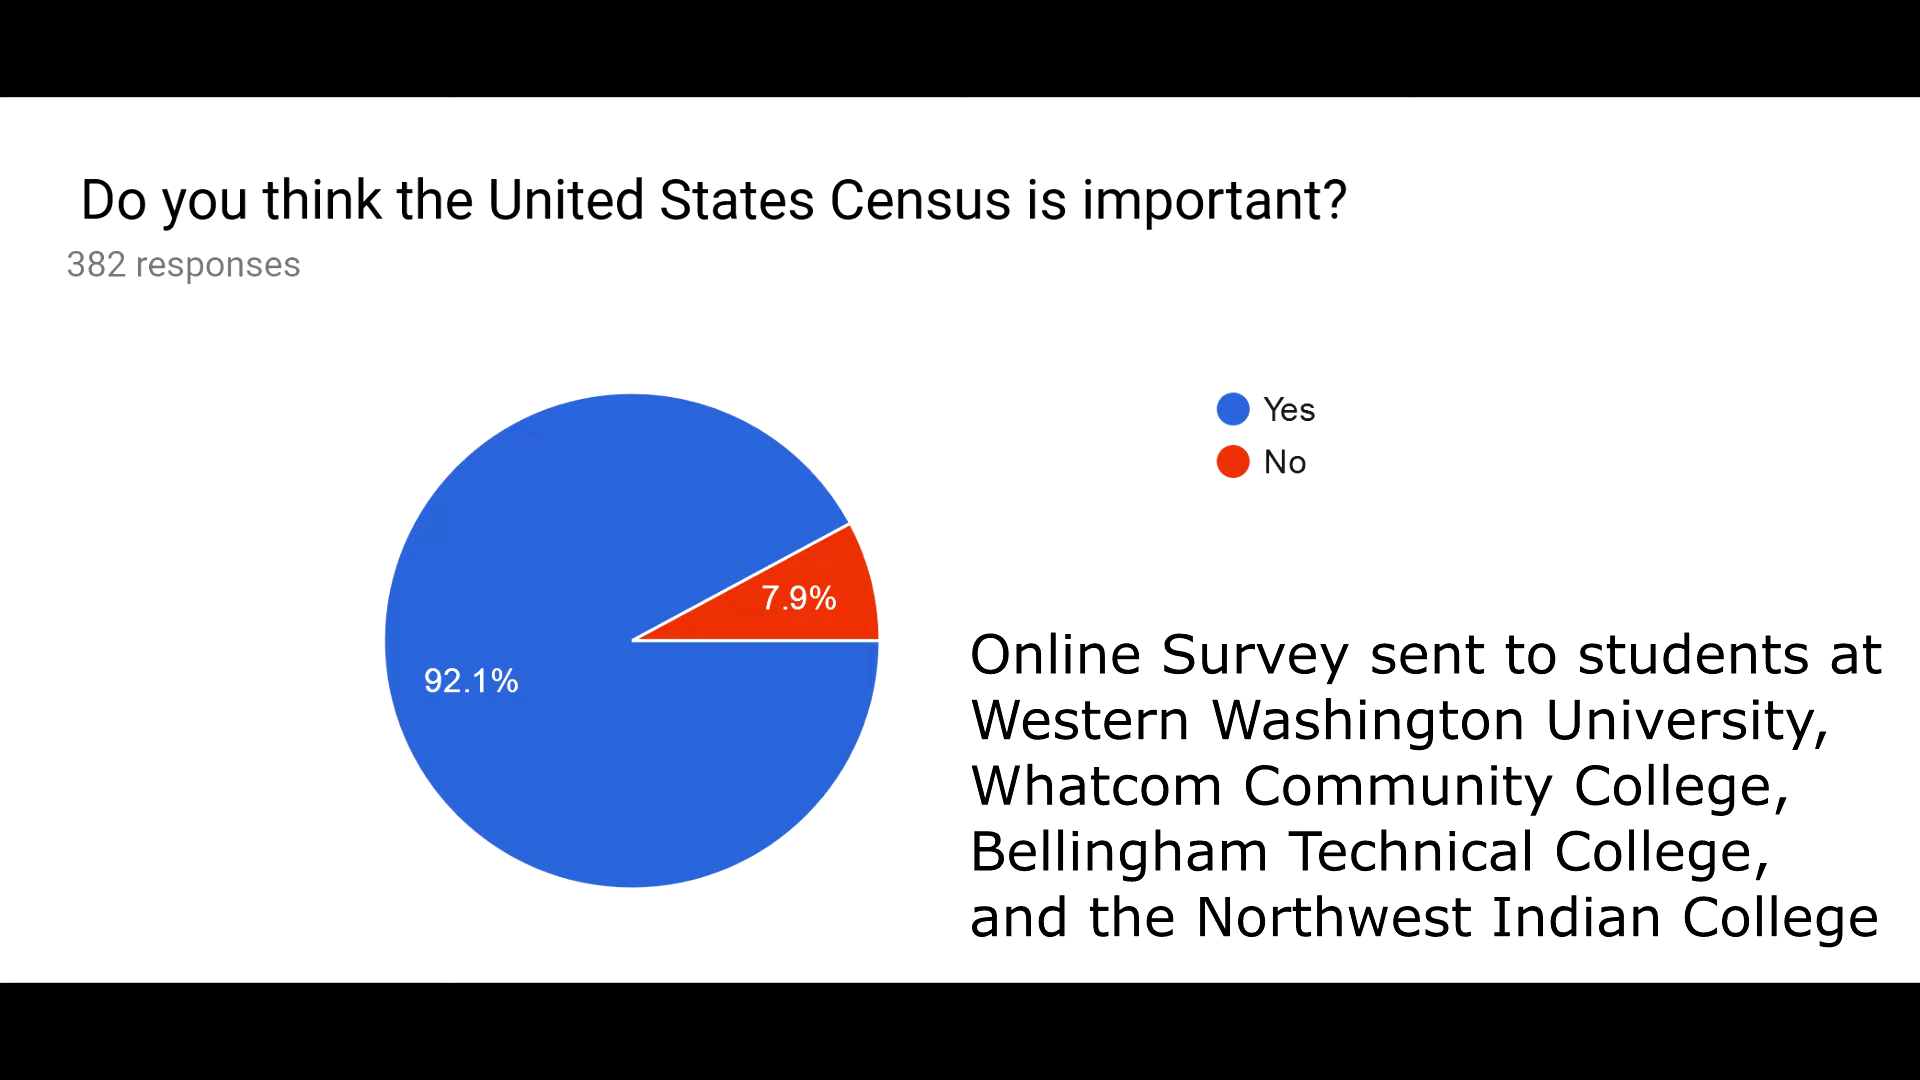 Do you think the United States Census is important?
382 responses
Yes
No
7.9%
92.1%
Online Survey sent to students at
Western Washington University,
Whatcom Community College,
Bellingham Technical College,
and the Northwest Indian College